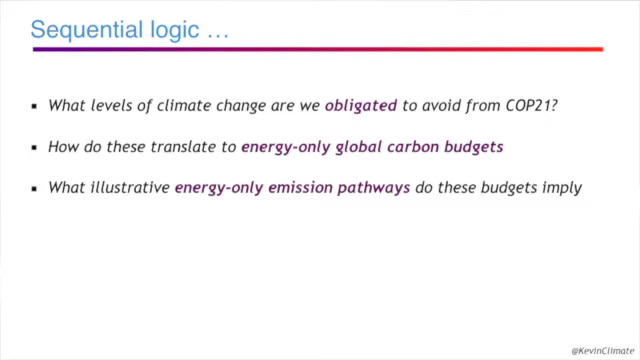 Sequential logic ...
▪ What levels of climate change are we obligated to avoid from COP21?
▪ How do these translate to energy-only global carbon budgets
▪ What illustrative energy-only emission pathways do these budgets imply
@KevinClimate